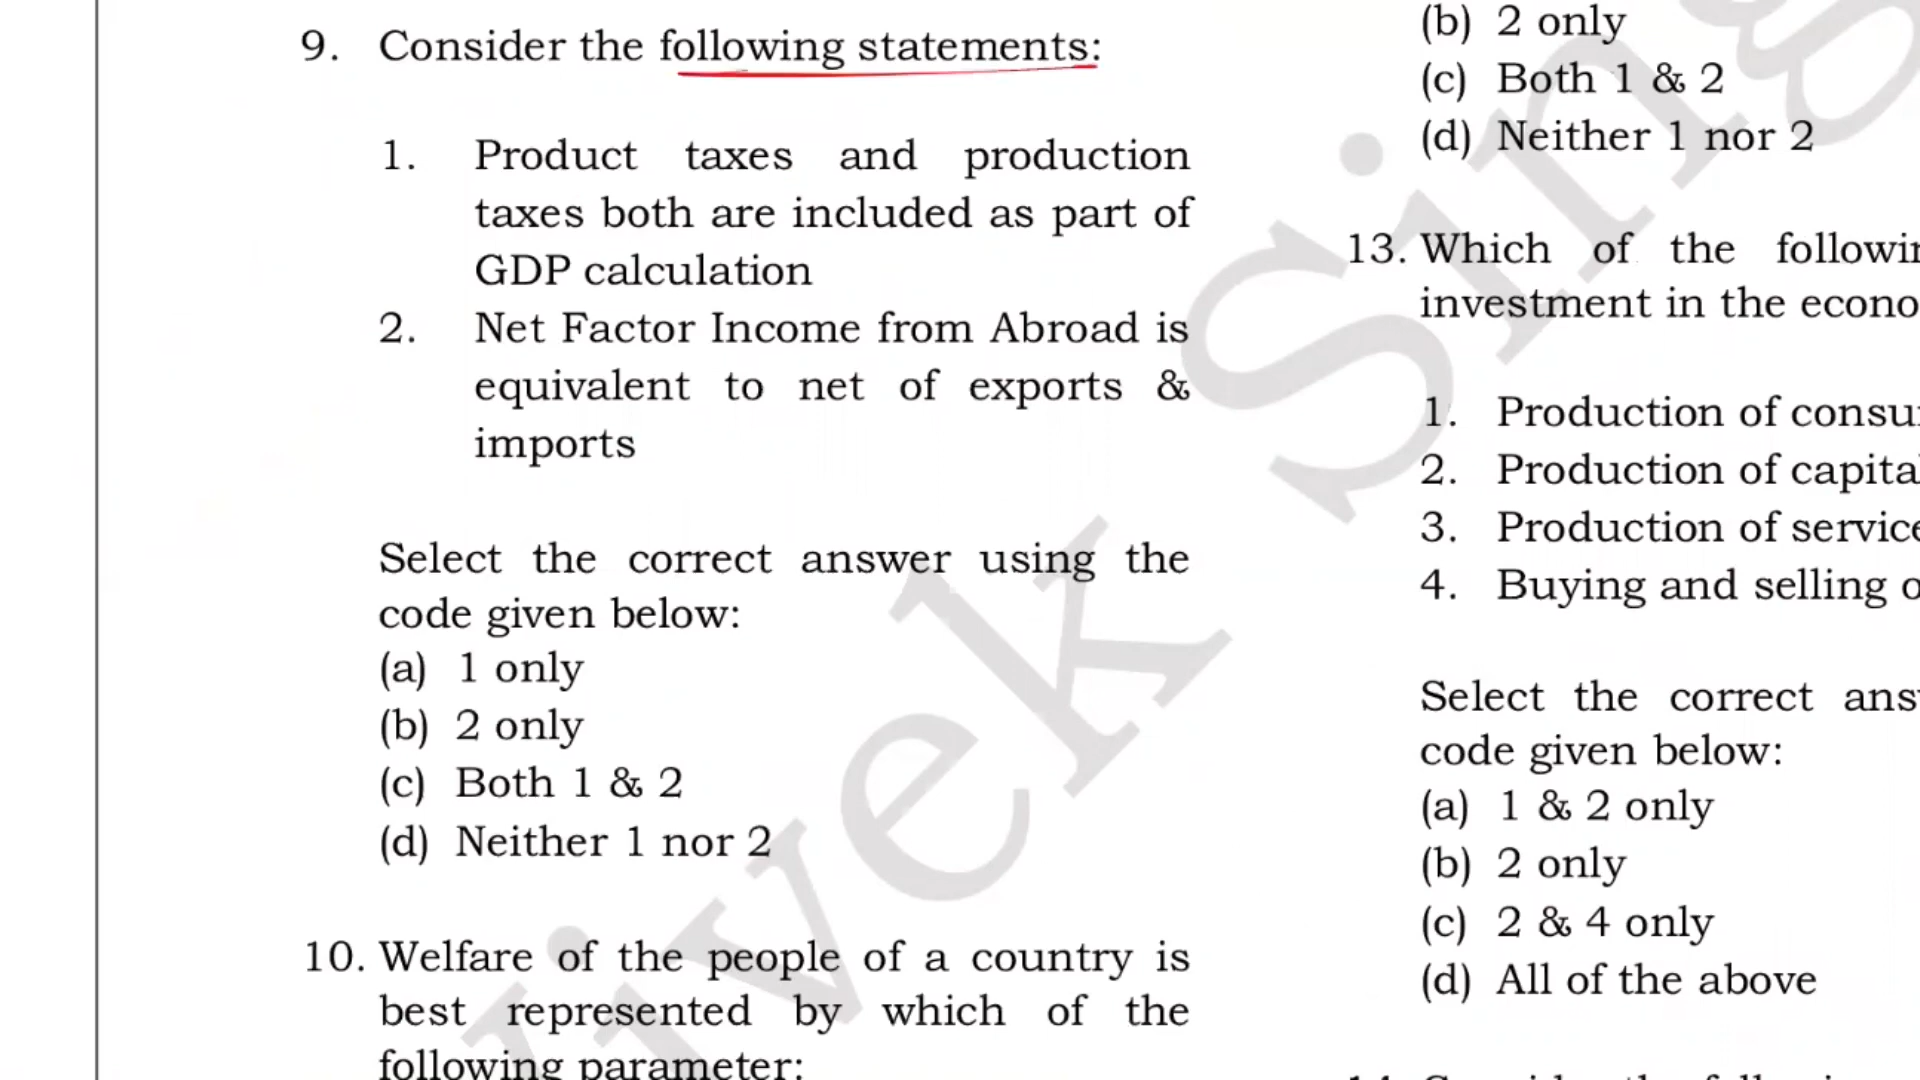 9. Consider the following statements:
1. Product taxes and production
taxes both are included as part of
GDP calculation
2. Net Factor Income from Abroad is
equivalent to net of exports &
imports
Select the correct answer using the
code given below:
(a) 1 only
(b) 2 only
(c) Both 1 & 2
(d) Neither 1 nor 2
10. Welfare of the people of a country is
best represented by which of the
following parameter:
(b) 2 only
(c) Both 1 & 2
(d) Neither 1 nor 2
13. Which of the
investment in the
1. Production of
2. Production of
3. Production of
4. Buying and selling
Select the correct
code given below:
(a) 1 & 2 only
(b) 2 only
(c) 2 & 4 only
(d) All of the above